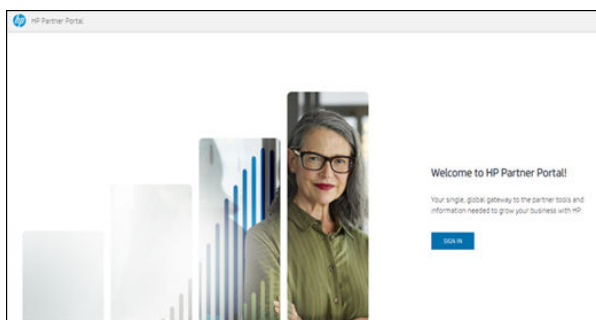 hp HP Partner Portal
Welcome to HP Partner Portal!
Your single, global gateway to the partner tools and
information needed to grow your business with HP.
SIGN IN